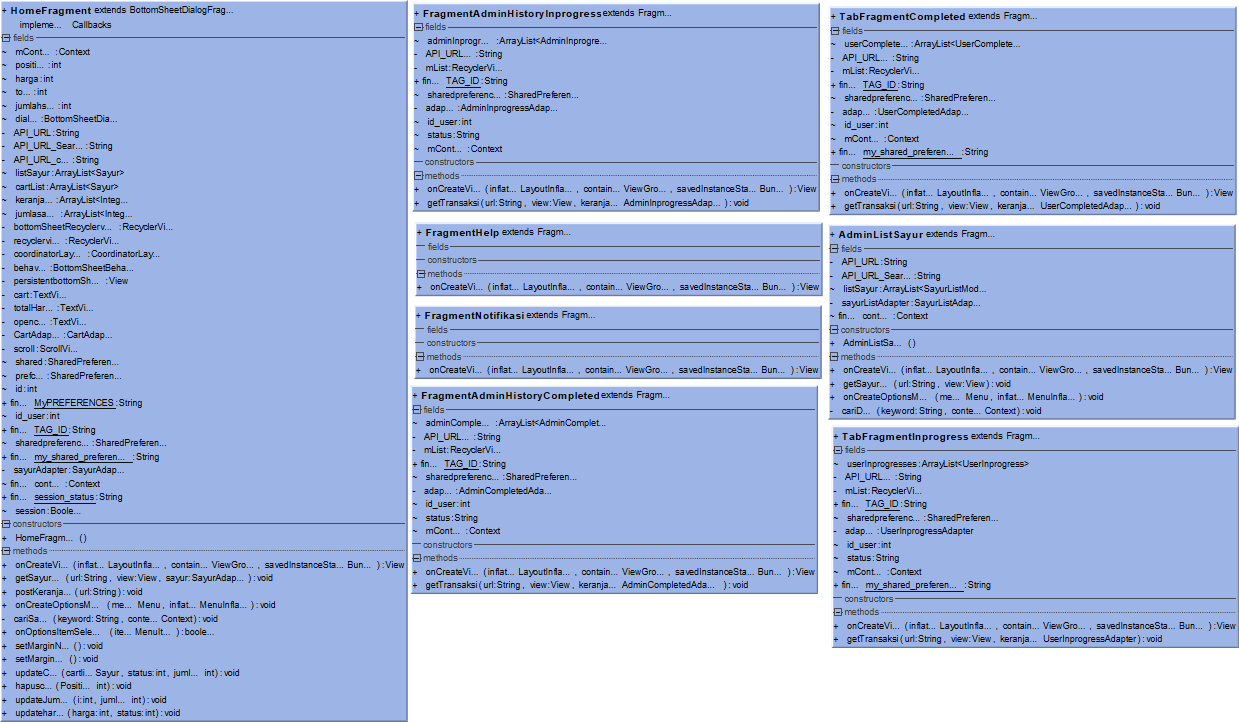 + HomeFragment extends BottomSheetDialogFrag...
impleme... Callbacks
fields
~ mCont... :Context
~ positi... :int
~ harga:int
~ to... :int
~ jumlahs... :int
~ dial... :BottomSheetDia...
- API_URL:String
- API_URL_Sear... :String
- API_URL_c... :String
~ listSayur:ArrayList<Sayur>
~ cartList:ArrayList<Sayur>
~ keranja... :ArrayList<Integ...
~ jumlasa... :ArrayList<Integ...
- bottomSheetRecyclerv... :RecyclerVi...
- recyclervi... :RecyclerVi...
- coordinatorLay... :CoordinatorLay...
- behav... :BottomSheetBeha...
- persistentbottomSh... :View
- cart:TextVi...
- totalHar... :TextVi...
- openc... :TextVi...
- CartAdap... :CartAdap...
- scroll:ScrollVi...
~ shared:SharedPreferen...
~ prefc... :SharedPreferen...
~ id:int
+ fin... MyPREFERENCES:String
~ id_user:int
+ fin... TAG_ID:String
~ sharedpreferenc... :SharedPreferen...
+ fin... my_shared_preferen... :String
- sayurAdapter:SayurAdap...
~ fin... cont... :Context
+ fin... session_status:String
~ session:Boole...
constructors
+ HomeFragm... ()
methods
+ onCreateVi... (inflat... LayoutInfla... , contain... ViewGro... , savedInstanceSta... Bun... ):View
+ getSayur... (url:String, view:View, sayur:SayurAdap... ):void
+ postKeranja... (url:String):void
+ onCreateOptionsM... (me... Menu, inflat... MenuInfla... ):void
- cariSa... (keyword:String, conte... Context):void
+ onOptionsItemSele... (ite... MenuIt... ):boole...
+ setMarginN... ():void
+ setMargin... ():void
+ updateC... (cartli... Sayur, status:int, juml... int):void
+ hapusc... (Positi... int):void
+ updateJum... (i:int, juml... int):void
+ updatehar... (harga:int, status:int):void
+ FragmentAdminHistoryInprogress extends Fragm...
fields
~ adminInprogr... :ArrayList<AdminInprogre...
- API_URL... :String
- mList:RecyclerVi...
+ fin... TAG_ID:String
~ sharedpreferenc... :SharedPreferen...
- adap... :AdminInprogressAdap...
~ id_user:int
~ status:String
~ mCont... :Context
constructors
methods
+ onCreateVi... (inflat... LayoutInfla... , contain... ViewGro... , savedInstanceSta... Bun... ):View
+ getTransaksi(url:String, view:View, keranja... AdminInprogressAdap... ):void
+ FragmentHelp extends Fragm...
fields
constructors
methods
+ onCreateVi... (inflat... LayoutInfla... , contain... ViewGro... , savedInstanceSta... Bun... ):View
+ FragmentNotifikasi extends Fragm...
fields
constructors
methods
+ onCreateVi... (inflat... LayoutInfla... , contain... ViewGro... , savedInstanceSta... Bun... ):View
+ FragmentAdminHistoryCompleted extends Fragm...
fields
~ adminComple... :ArrayList<AdminComplet...
- API_URL... :String
- mList:RecyclerVi...
+ fin... TAG_ID:String
~ sharedpreferenc... :SharedPreferen...
- adap... :AdminCompletedAda...
~ id_user:int
~ status:String
~ mCont... :Context
constructors
methods
+ onCreateVi... (inflat... LayoutInfla... , contain... ViewGro... , savedInstanceSta... Bun... ):View
+ getTransaksi(url:String, view:View, keranja... AdminCompletedAda... ):void
+ TabFragmentCompleted extends Fragm...
fields
~ userComplete... :ArrayList<UserComplete...
- API_URL... :String
- mList:RecyclerVi...
+ fin... TAG_ID:String
~ sharedpreferenc... :SharedPreferen...
- adap... :UserCompletedAdap...
~ id_user:int
~ mCont... :Context
+ fin... my_shared_preferen... :String
constructors
methods
+ onCreateVi... (inflat... LayoutInfla... , contain... ViewGro... , savedInstanceSta... Bun... ):View
+ getTransaksi(url:String, view:View, keranja... UserCompletedAdap... ):void
+ AdminListSayur extends Fragm...
fields
- API_URL:String
- API_URL_Sear... :String
~ listSayur:ArrayList<SayurListMod...
- sayurListAdapter:SayurListAdap...
~ fin... cont... :Context
constructors
+ AdminListSa... ()
methods
+ onCreateVi... (inflat... LayoutInfla... , contain... ViewGro... , savedInstanceSta... Bun... ):View
+ getSayur... (url:String, view:View):void
+ onCreateOptionsM... (me... Menu, inflat... MenuInfla... ):void
- cariD... (keyword:String, conte... Context):void
+ TabFragmentInprogress extends Fragm...
fields
~ userInprogresses:ArrayList<UserInprogress>
- API_URL... :String
- mList:RecyclerVi...
+ fin... TAG_ID:String
~ sharedpreferenc... :SharedPreferen...
- adap... :UserInprogressAdapter
~ id_user:int
~ status:String
~ mCont... :Context
+ fin... my_shared_preferen... :String
constructors
methods
+ onCreateVi... (inflat... LayoutInfla... , contain... ViewGro... , savedInstanceSta... Bun... ):View
+ getTransaksi(url:String, view:View, keranja... UserInprogressAdapter):void